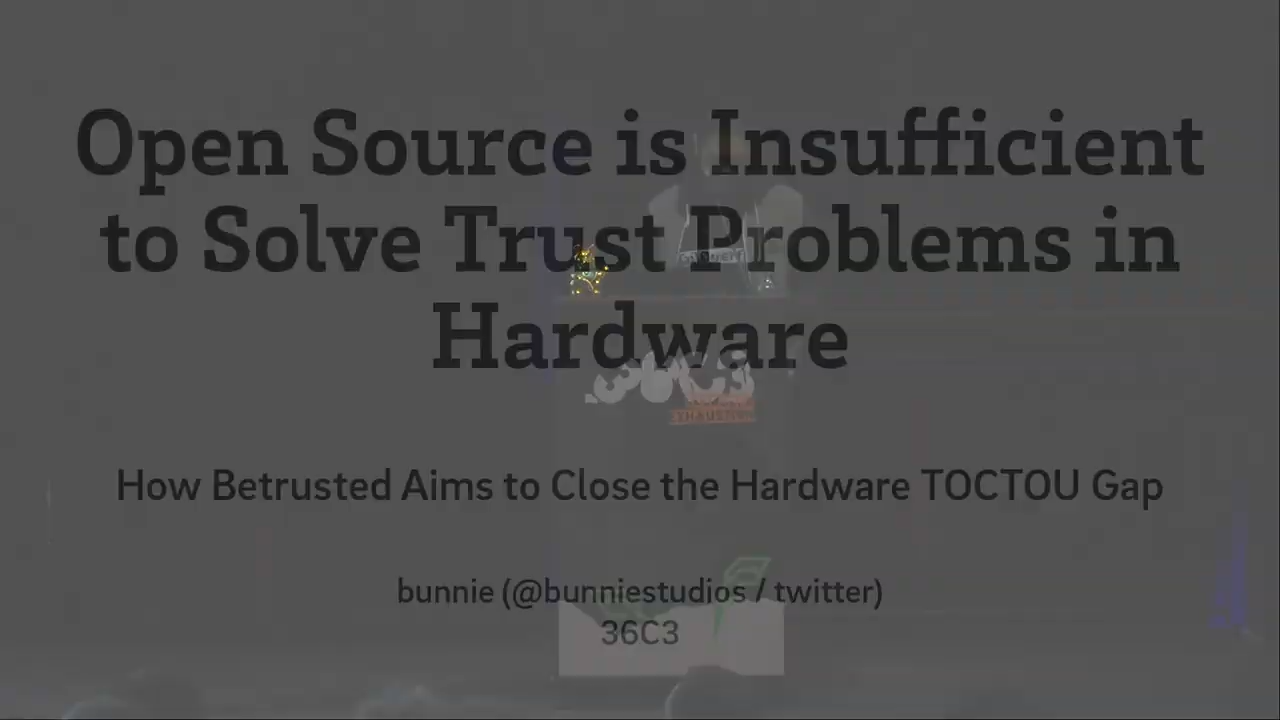 Open Source is Insufficient
to Solve Trust Problems in
Hardware
36C3
How Betrusted Aims to Close the Hardware TOCTOU Gap
bunnie (@bunniestudios / twitter)
36C3